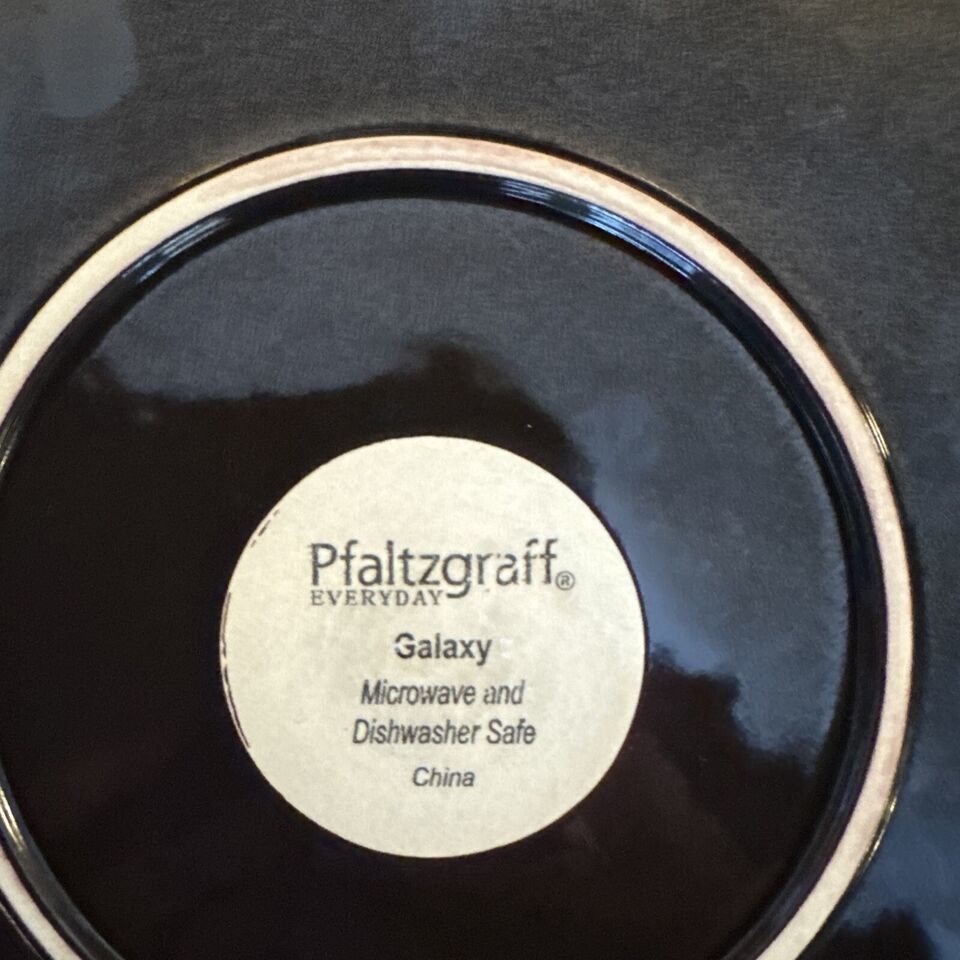 Pfaltzgraff®
EVERYDAY
Galaxy
Microwave and
Dishwasher Safe
China